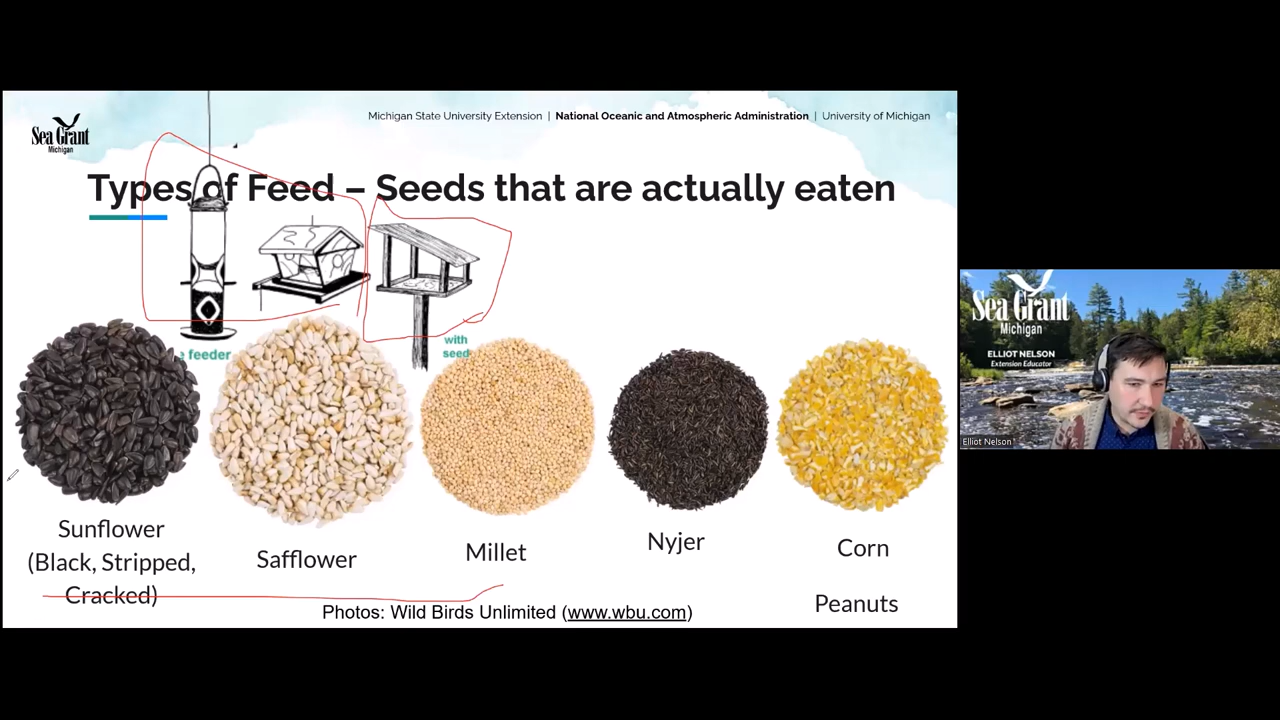 Sea Grant
Michigan
Michigan State University Extension | National Oceanic and Atmospheric Administration | University of Michigan
Types of Feed – Seeds that are actually eaten
feeder
with
seed
Sunflower
(Black, Stripped,
Cracked)
Safflower
Millet
Nyjer
Corn
Peanuts
Photos: Wild Birds Unlimited (www.wbu.com)
Sea Grant
Michigan
ELLIOT NELSON
Extension Educator
Elliot Nelson